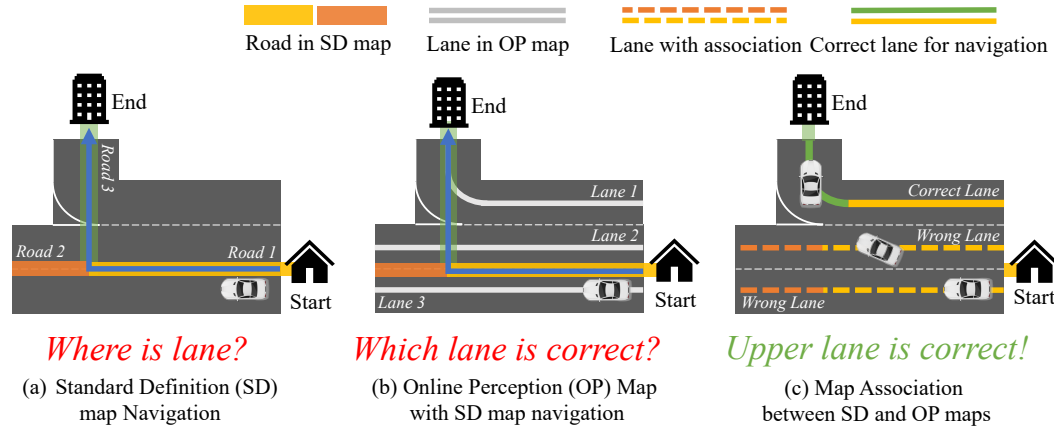 Road in SD map
Lane in OP map
Lane with association
Correct lane for navigation
End
Road 3
Road 2
Road 1
Start
Where is lane?
(a) Standard Definition (SD)
map Navigation
End
Lane 1
Lane 2
Lane 3
Start
Which lane is correct?
(b) Online Perception (OP) Map
with SD map navigation
End
Correct Lane
Wrong Lane
Wrong Lane
Start
Upper lane is correct!
(c) Map Association
between SD and OP maps